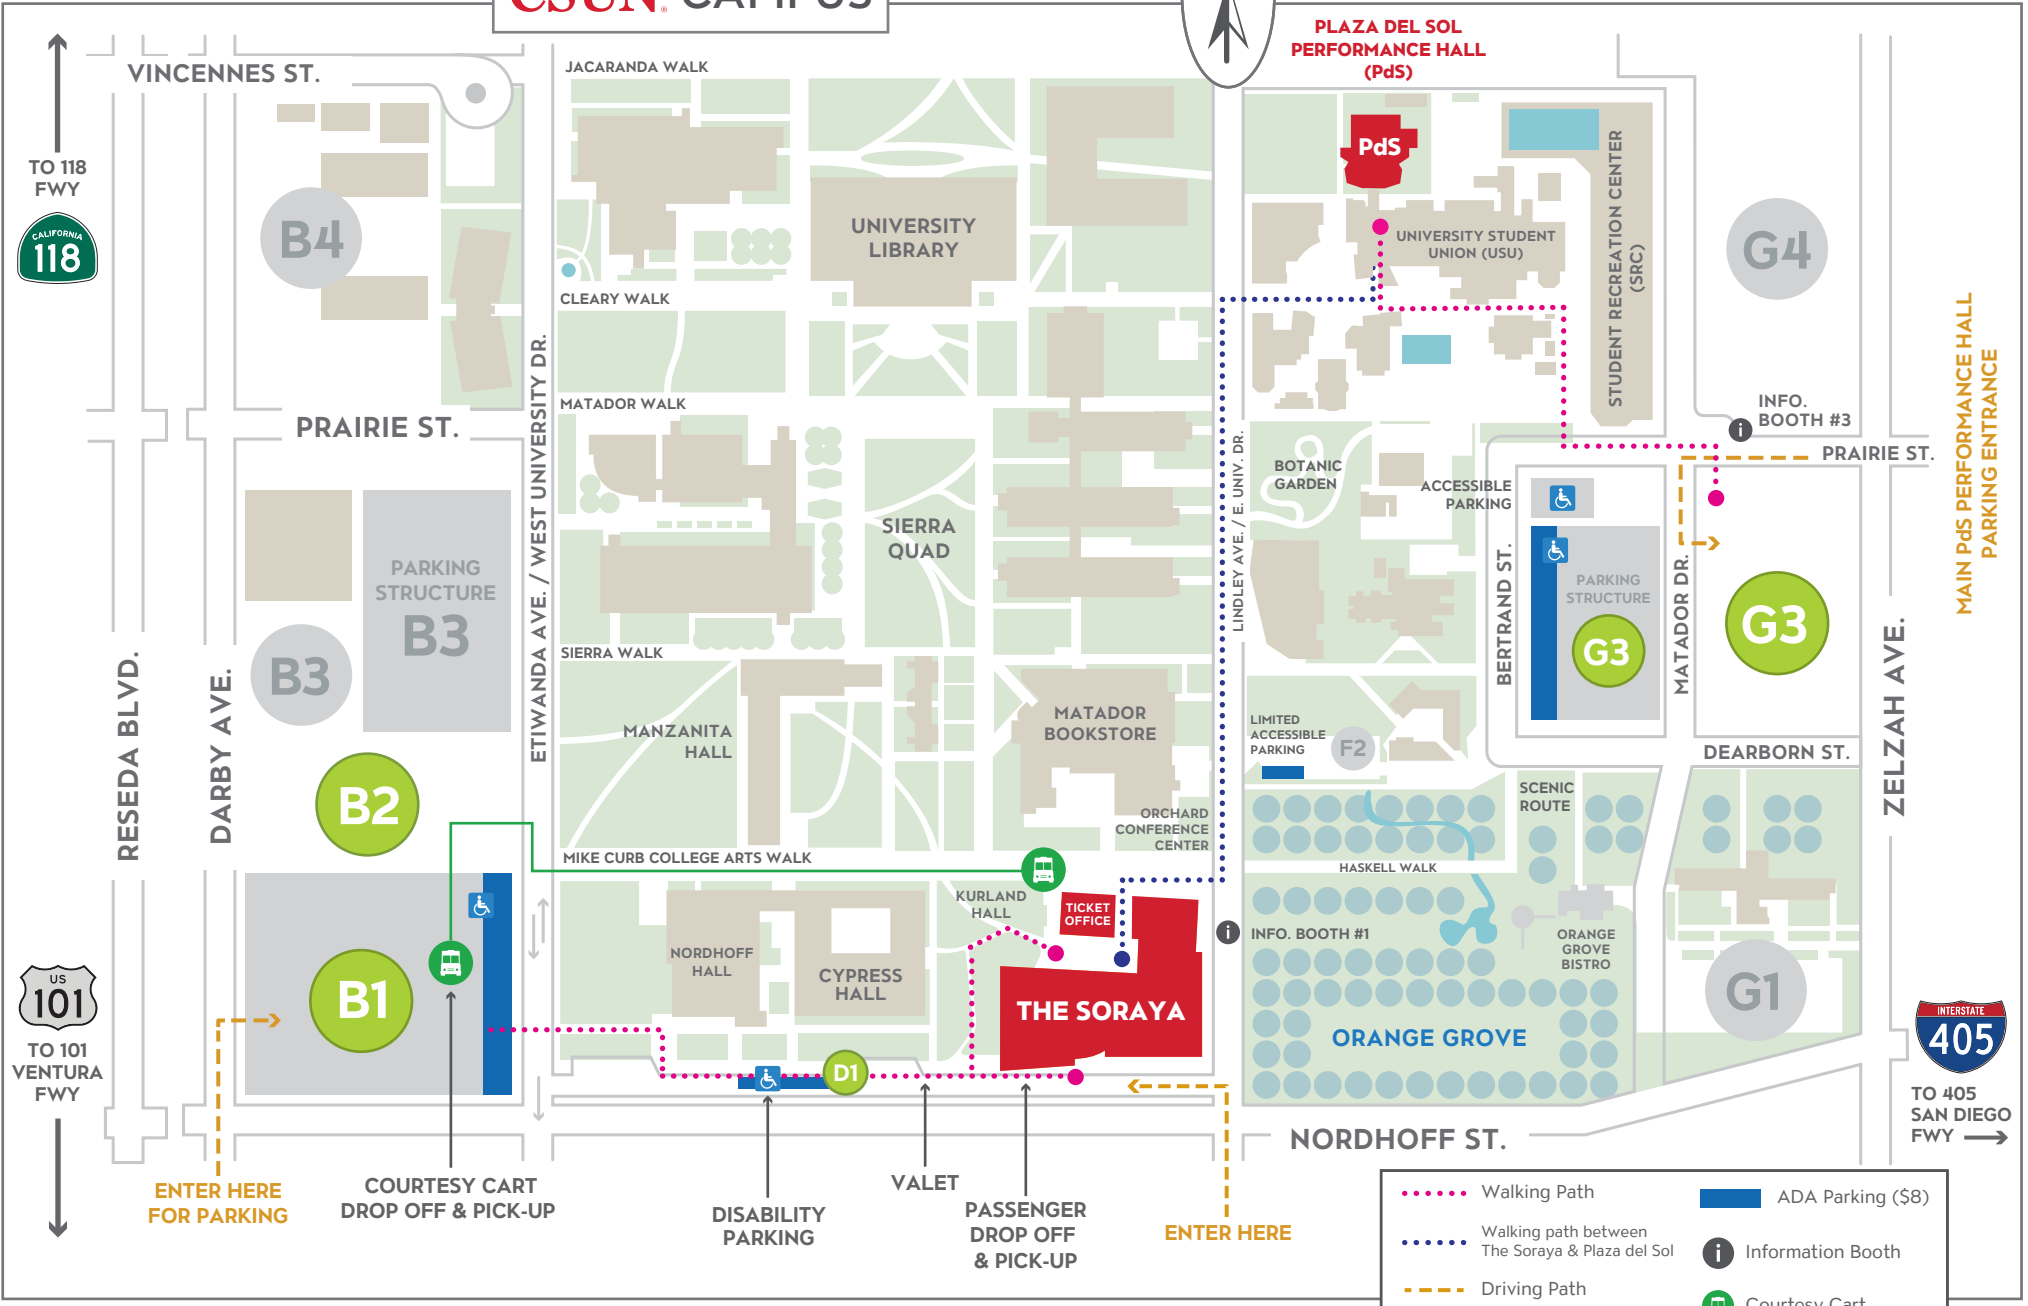 CSUN® CAMPUS
PLAZA DEL SOL
PERFORMANCE HALL
(PdS)
VINCENNES ST.
JACARANDA WALK
TO 118
FWY
CALIFORNIA
118
B4
UNIVERSITY
LIBRARY
PdS
UNIVERSITY STUDENT
UNION (USU)
STUDENT RECREATION CENTER
(SRC)
G4
CLEARY WALK
MATADOR WALK
PRAIRIE ST.
ETIWANDA AVE. / WEST UNIVERSITY DR.
INFO.
BOOTH #3
i
PRAIRIE ST.
MAIN PdS PERFORMANCE HALL
PARKING ENTRANCE
BOTANIC
GARDEN
ACCESSIBLE
PARKING
LINDLEY AVE. / E. UNIV. DR.
SIERRA
QUAD
PARKING
STRUCTURE
B3
B3
BERTRAND ST.
PARKING
STRUCTURE
G3
MATADOR DR.
G3
ZELZAH AVE.
RESEDA BLVD.
DARBY AVE.
SIERRA WALK
MANZANITA
HALL
MATADOR
BOOKSTORE
LIMITED
ACCESSIBLE
PARKING
F2
DEARBORN ST.
B2
SCENIC
ROUTE
ORCHARD
CONFERENCE
CENTER
MIKE CURB COLLEGE ARTS WALK
HASKELL WALK
KURLAND
HALL
TICKET
OFFICE
i
INFO. BOOTH #1
ORANGE
GROVE
BISTRO
NORDHOFF
HALL
CYPRESS
HALL
B1
THE SORAYA
ORANGE GROVE
G1
US
101
TO 101
VENTURA
FWY
INTERSTATE
405
TO 405
SAN DIEGO
FWY
D1
NORDHOFF ST.
ENTER HERE
FOR PARKING
COURTESY CART
DROP OFF & PICK-UP
DISABILITY
PARKING
VALET
PASSENGER
DROP OFF
& PICK-UP
ENTER HERE
Walking Path
ADA Parking ($8)
Walking path between
The Soraya & Plaza del Sol
i
Information Booth
Driving Path
Courtesy Cart